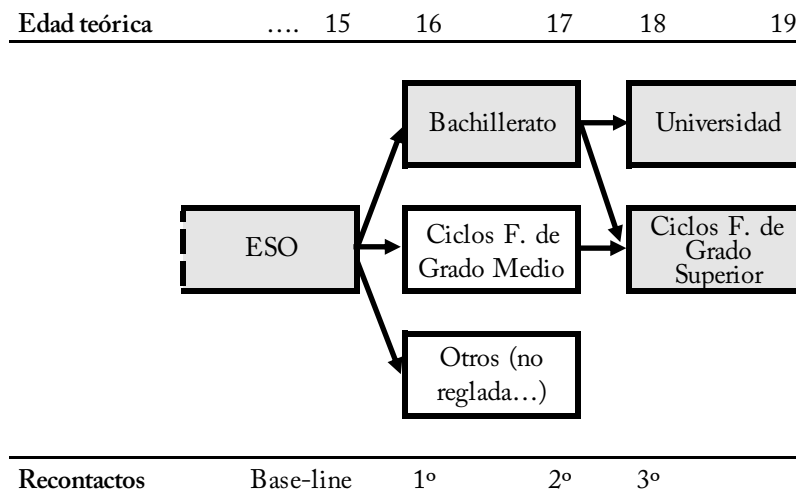 Edad teórica .... 15 16 17 18 19
Bachillerato
Universidad
ESO
Ciclos F. de
Grado Medio
Ciclos F. de
Grado
Superior
Otros (no
reglada...)
Recontactos Base-line 1º 2º 3º